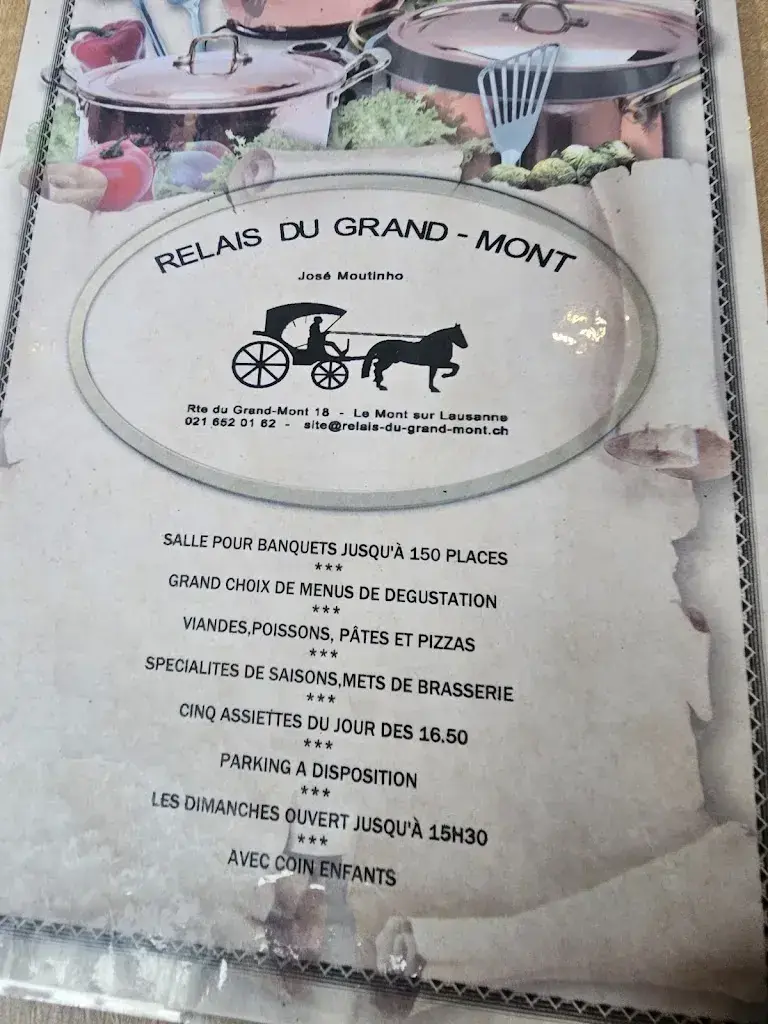 RELAIS DU GRAND - MONT
José Moutinho
Rte du Grand-Mont 18 - Le Mont sur Lausanne
021 652 01 62 - site@relais-du-grand-mont.ch
SALLE POUR BANQUETS JUSQU'À 150 PLACES
***
GRAND CHOIX DE MENUS DE DEGUSTATION
***
VIANDES,POISSONS, PÂTES ET PIZZAS
***
SPECIALITES DE SAISONS,METS DE BRASSERIE
***
CINQ ASSIETTES DU JOUR DES 16.50
***
PARKING A DISPOSITION
***
LES DIMANCHES OUVERT JUSQU'À 15H30
***
AVEC COIN ENFANTS